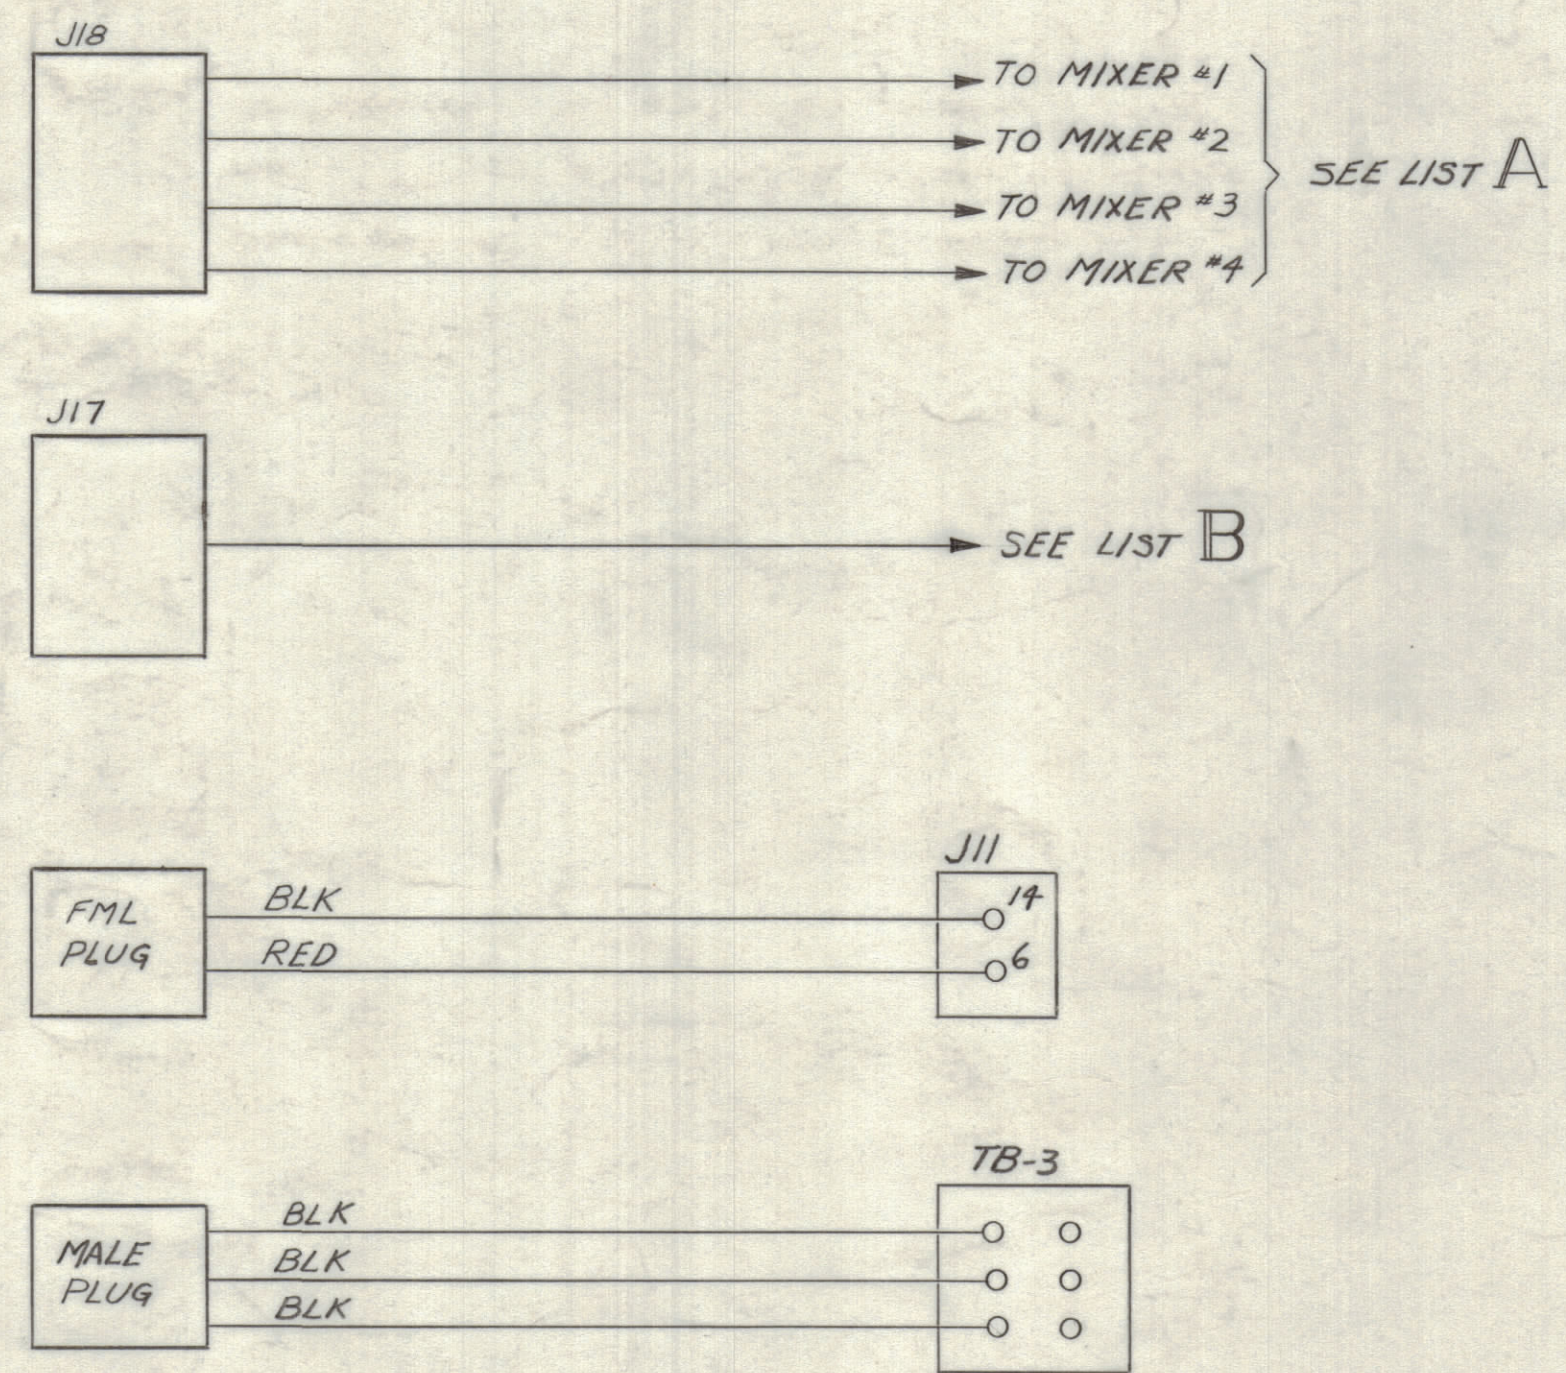 J18
TO MIXER #1
TO MIXER #2
SEE LIST A
TO MIXER #3
TO MIXER #4
J17
SEE LIST B
J11
FML
PLUG
BLK
RED
14
6
TB-3
MALE
PLUG
BLK
BLK
BLK